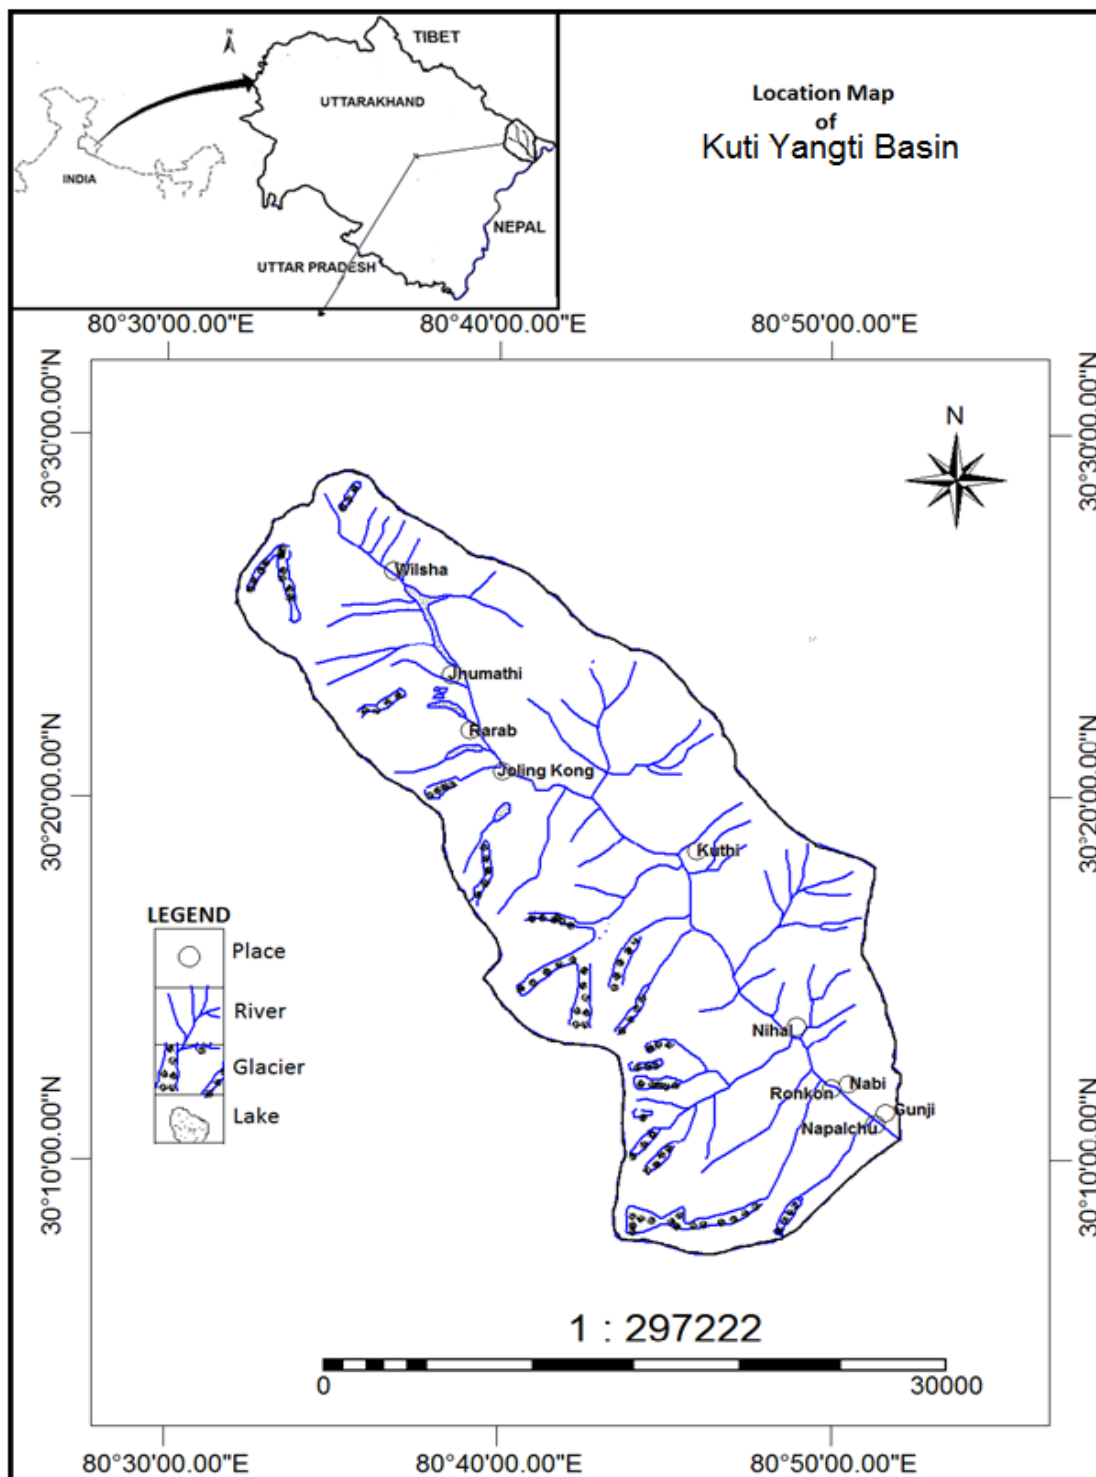 N
TIBET
UTTARAKHAND
INDIA
NEPAL
UTTAR PRADESH
Location Map
of
Kuti Yangti Basin
80°30'00.00"E 80°40'00.00"E 80°50'00.00"E
30°30'00.00"N
30°30'00.00"N
N
Wilsha
Jhumathi
Rarab
Joling Kong
30°20'00.00"N
30°20'00.00"N
Kuthi
LEGEND
Place
River
Glacier
Lake
Nihal
Nabi
Ronkon
Gunji
Napalchu
30°10'00.00"N
30°10'00.00"N
1 : 297222
0 30000
80°30'00.00"E 80°40'00.00"E 80°50'00.00"E